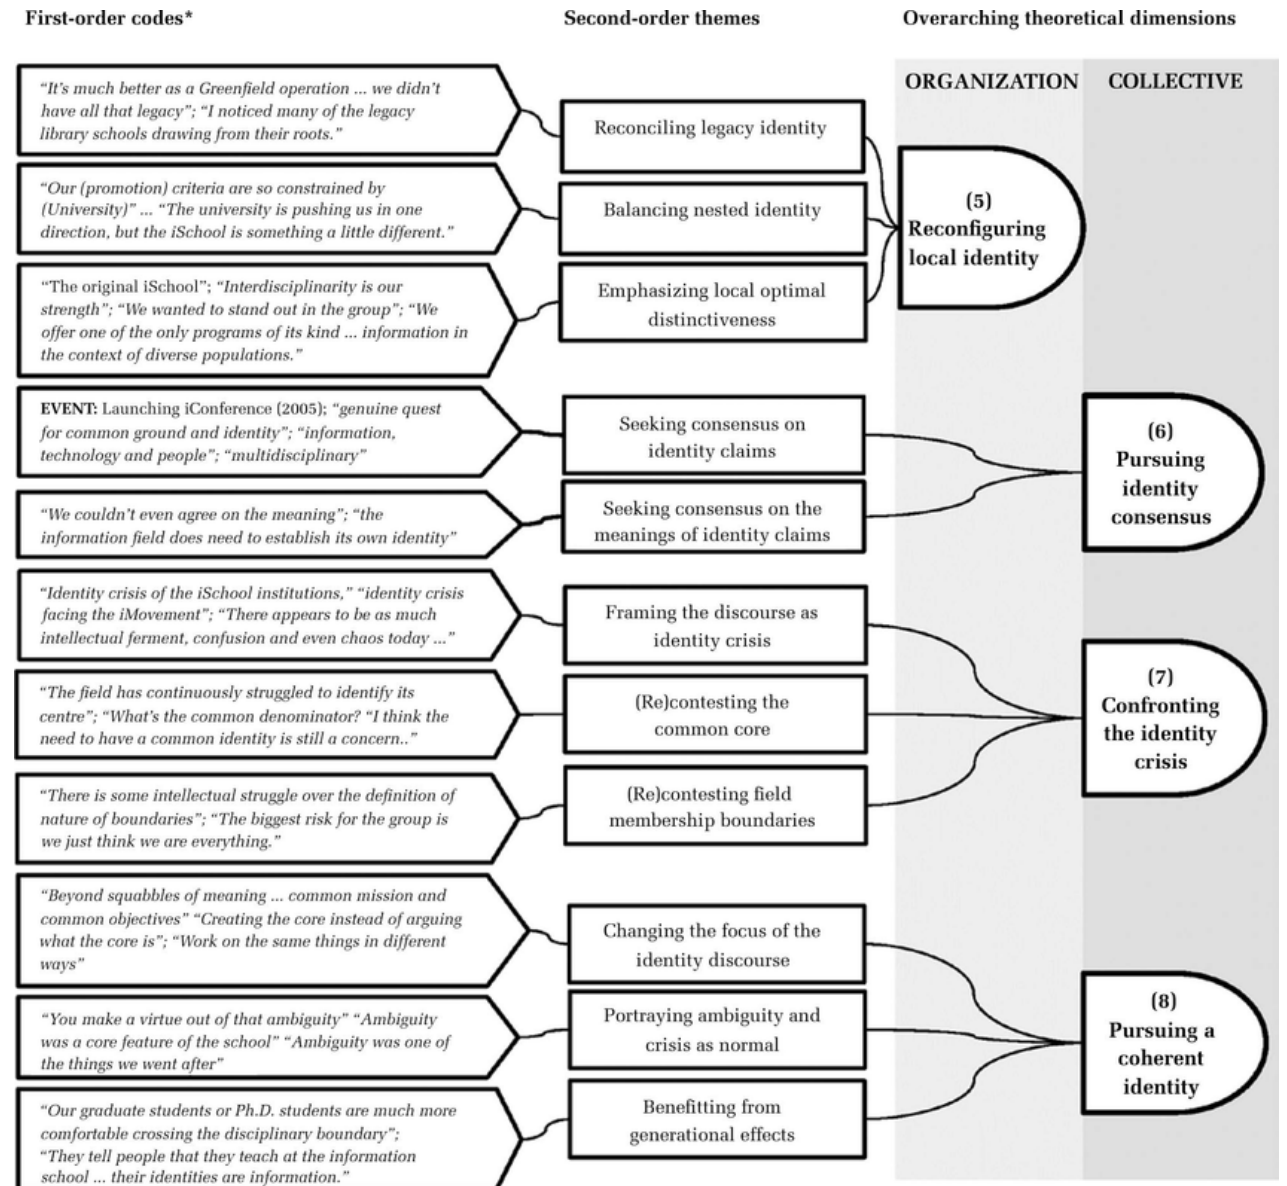 First-order codes*
Second-order themes
Overarching theoretical dimensions
ORGANIZATION
COLLECTIVE
“It’s much better as a Greenfield operation ... we didn’t
have all that legacy”; “I noticed many of the legacy
library schools drawing from their roots.”
Reconciling legacy identity
“Our (promotion) criteria are so constrained by
(University)” ... “The university is pushing us in one
direction, but the iSchool is something a little different.”
Balancing nested identity
“The original iSchool”; “Interdisciplinarity is our
strength”; “We wanted to stand out in the group”; “We
offer one of the only programs of its kind ... information in
the context of diverse populations.”
Emphasizing local optimal
distinctiveness
(5)
Reconfiguring
local identity
EVENT: Launching iConference (2005); “genuine quest
for common ground and identity”; “information,
technology and people”; “multidisciplinary”
Seeking consensus on
identity claims
“We couldn’t even agree on the meaning”; “the
information field does need to establish its own identity”
Seeking consensus on the
meanings of identity claims
(6)
Pursuing
identity
consensus
“Identity crisis of the iSchool institutions,” “identity crisis
facing the iMovement”; “There appears to be as much
intellectual ferment, confusion and even chaos today ...”
Framing the discourse as
identity crisis
“The field has continuously struggled to identify its
centre”; “What’s the common denominator? “I think the
need to have a common identity is still a concern..”
(Re)contesting the
common core
“There is some intellectual struggle over the definition of
nature of boundaries”; “The biggest risk for the group is
we just think we are everything.”
(Re)contesting field
membership boundaries
(7)
Confronting
the identity
crisis
“Beyond squabbles of meaning ... common mission and
common objectives” “Creating the core instead of arguing
what the core is”; “Work on the same things in different
ways”
Changing the focus of the
identity discourse
“You make a virtue out of that ambiguity” “Ambiguity
was a core feature of the school” “Ambiguity was one of
the things we went after”
Portraying ambiguity and
crisis as normal
“Our graduate students or Ph.D. students are much more
comfortable crossing the disciplinary boundary”;
“They tell people that they teach at the information
school ... their identities are information.”
Benefitting from
generational effects
(8)
Pursuing a
coherent
identity